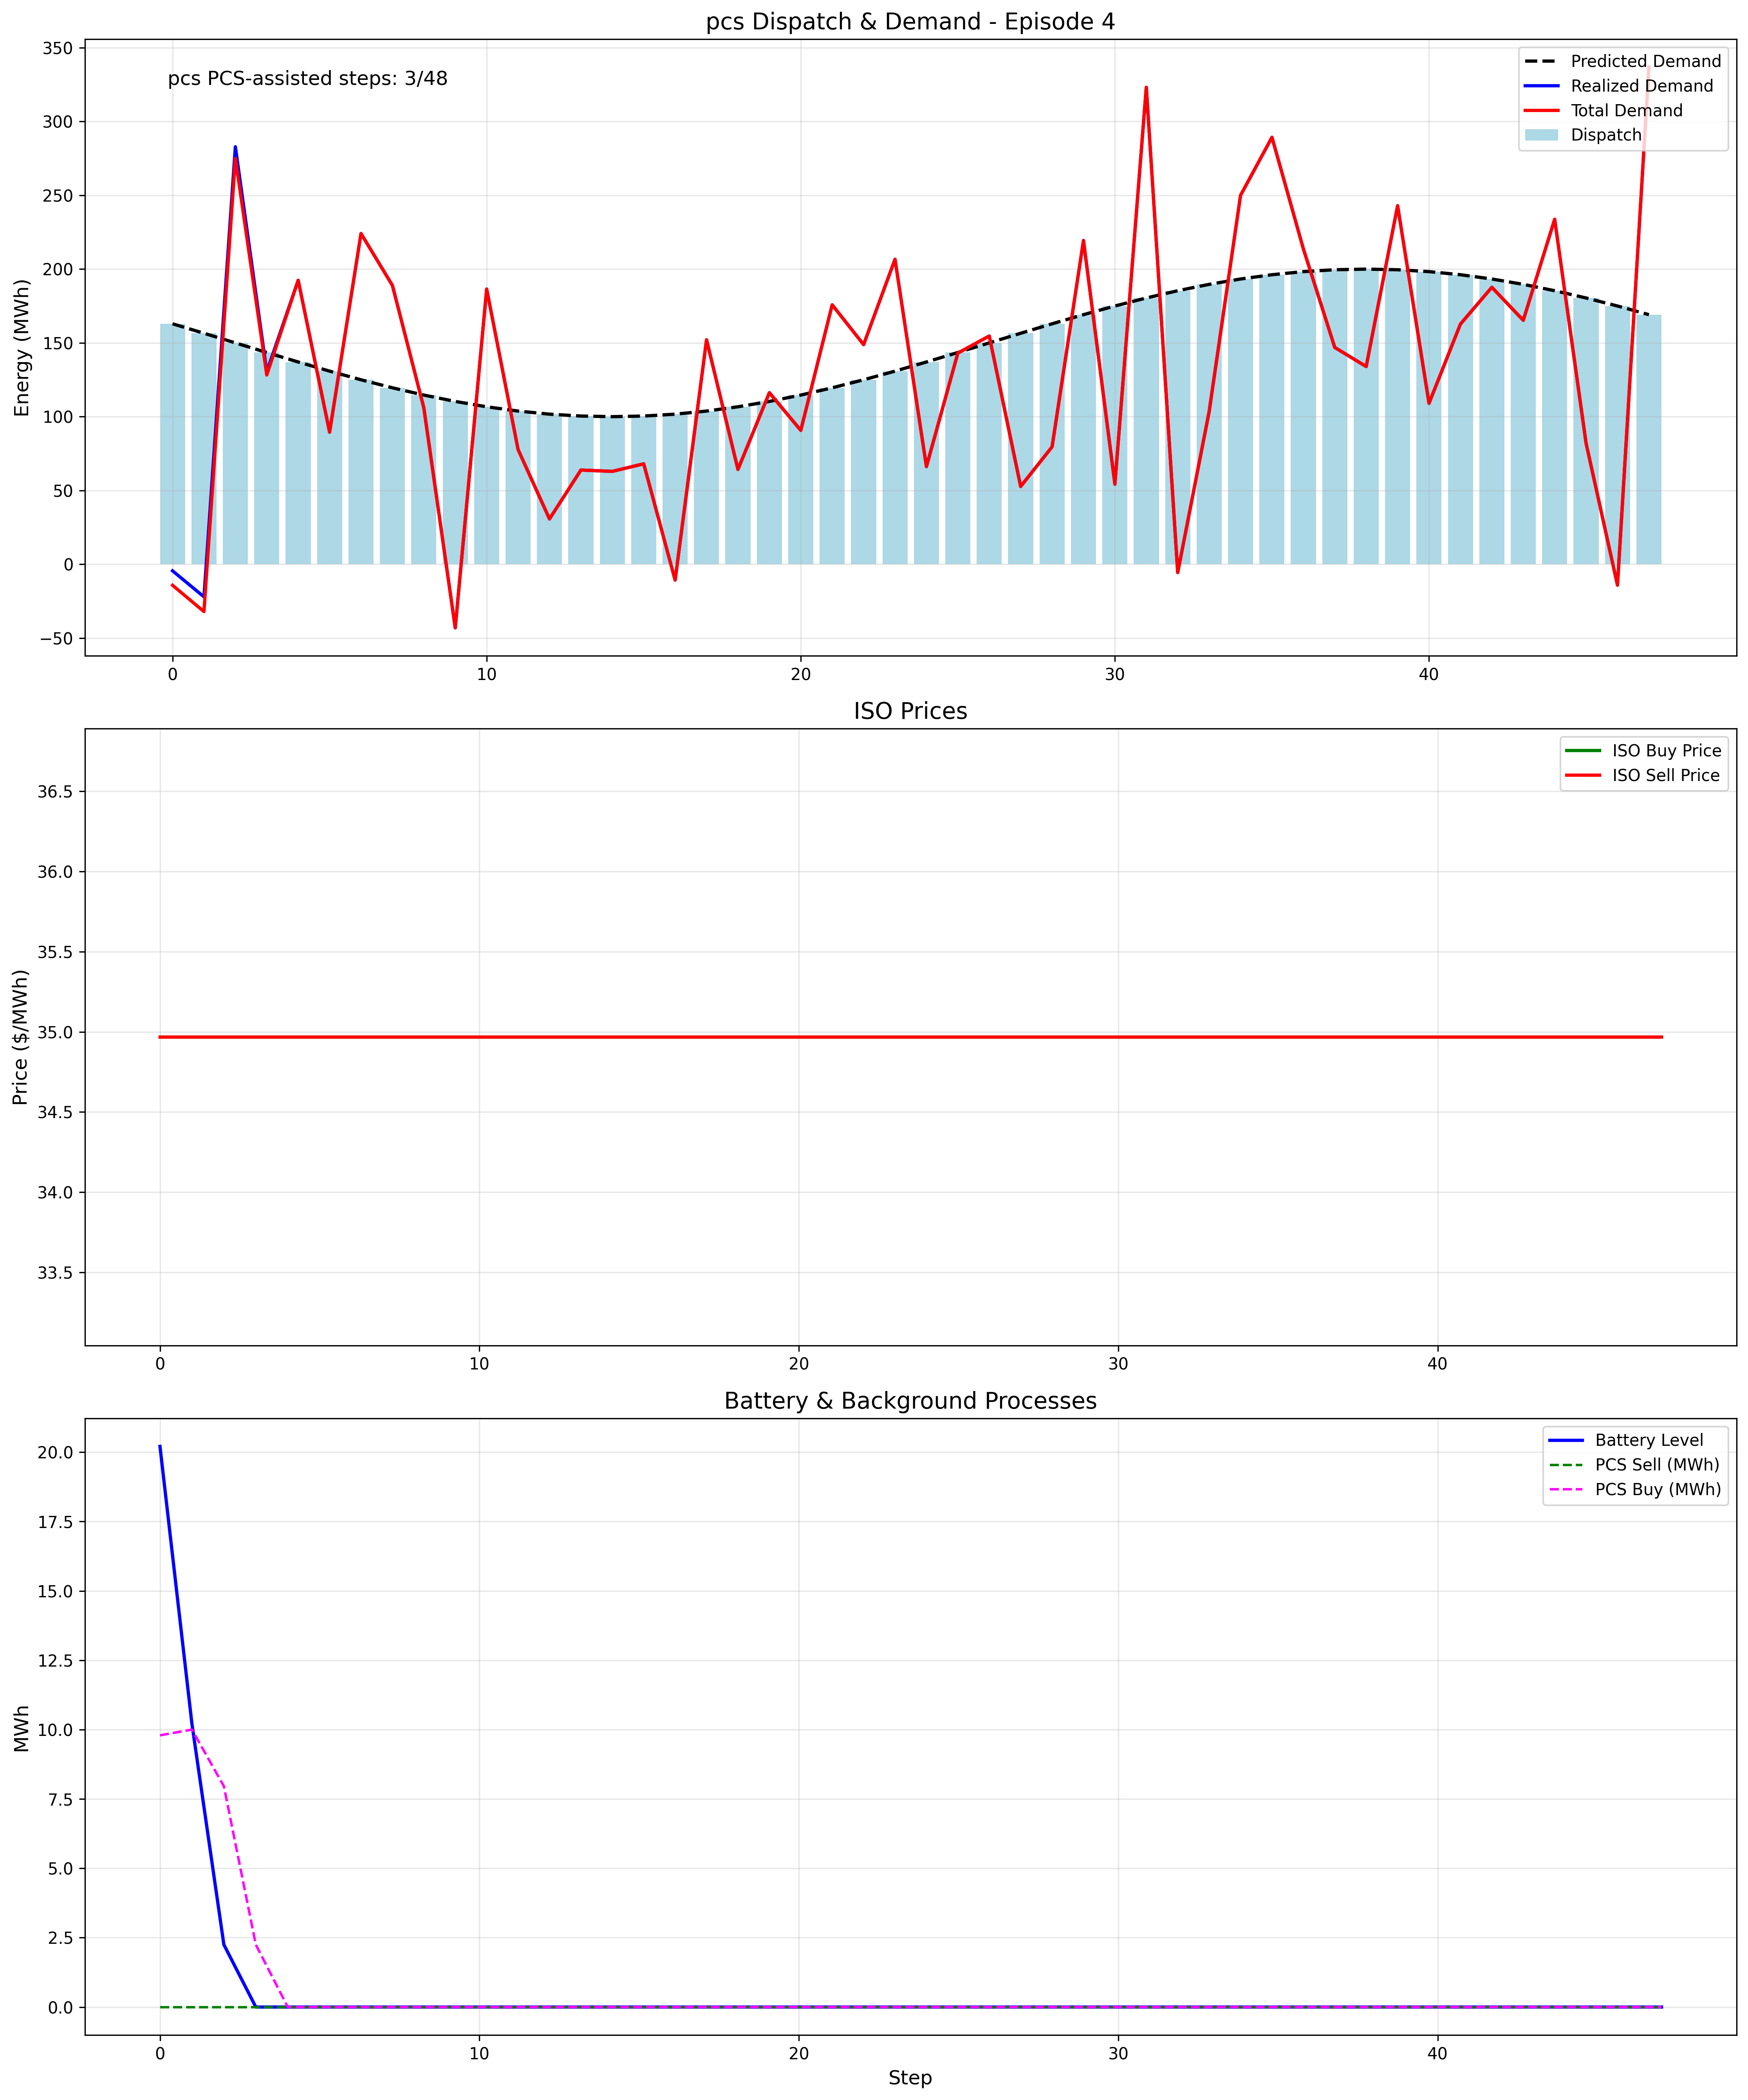 pcs Dispatch & Demand - Episode 4
pcs PCS-assisted steps: 3/48
Predicted Demand
Realized Demand
Total Demand
Dispatch
Energy (MWh)
350
300
250
200
150
100
50
0
−50
0 10 20 30 40
ISO Prices
ISO Buy Price
ISO Sell Price
Price ($/MWh)
36.5
36.0
35.5
35.0
34.5
34.0
33.5
0 10 20 30 40
Battery & Background Processes
Battery Level
PCS Sell (MWh)
PCS Buy (MWh)
MWh
20.0
17.5
15.0
12.5
10.0
7.5
5.0
2.5
0.0
0 10 20 30 40
Step